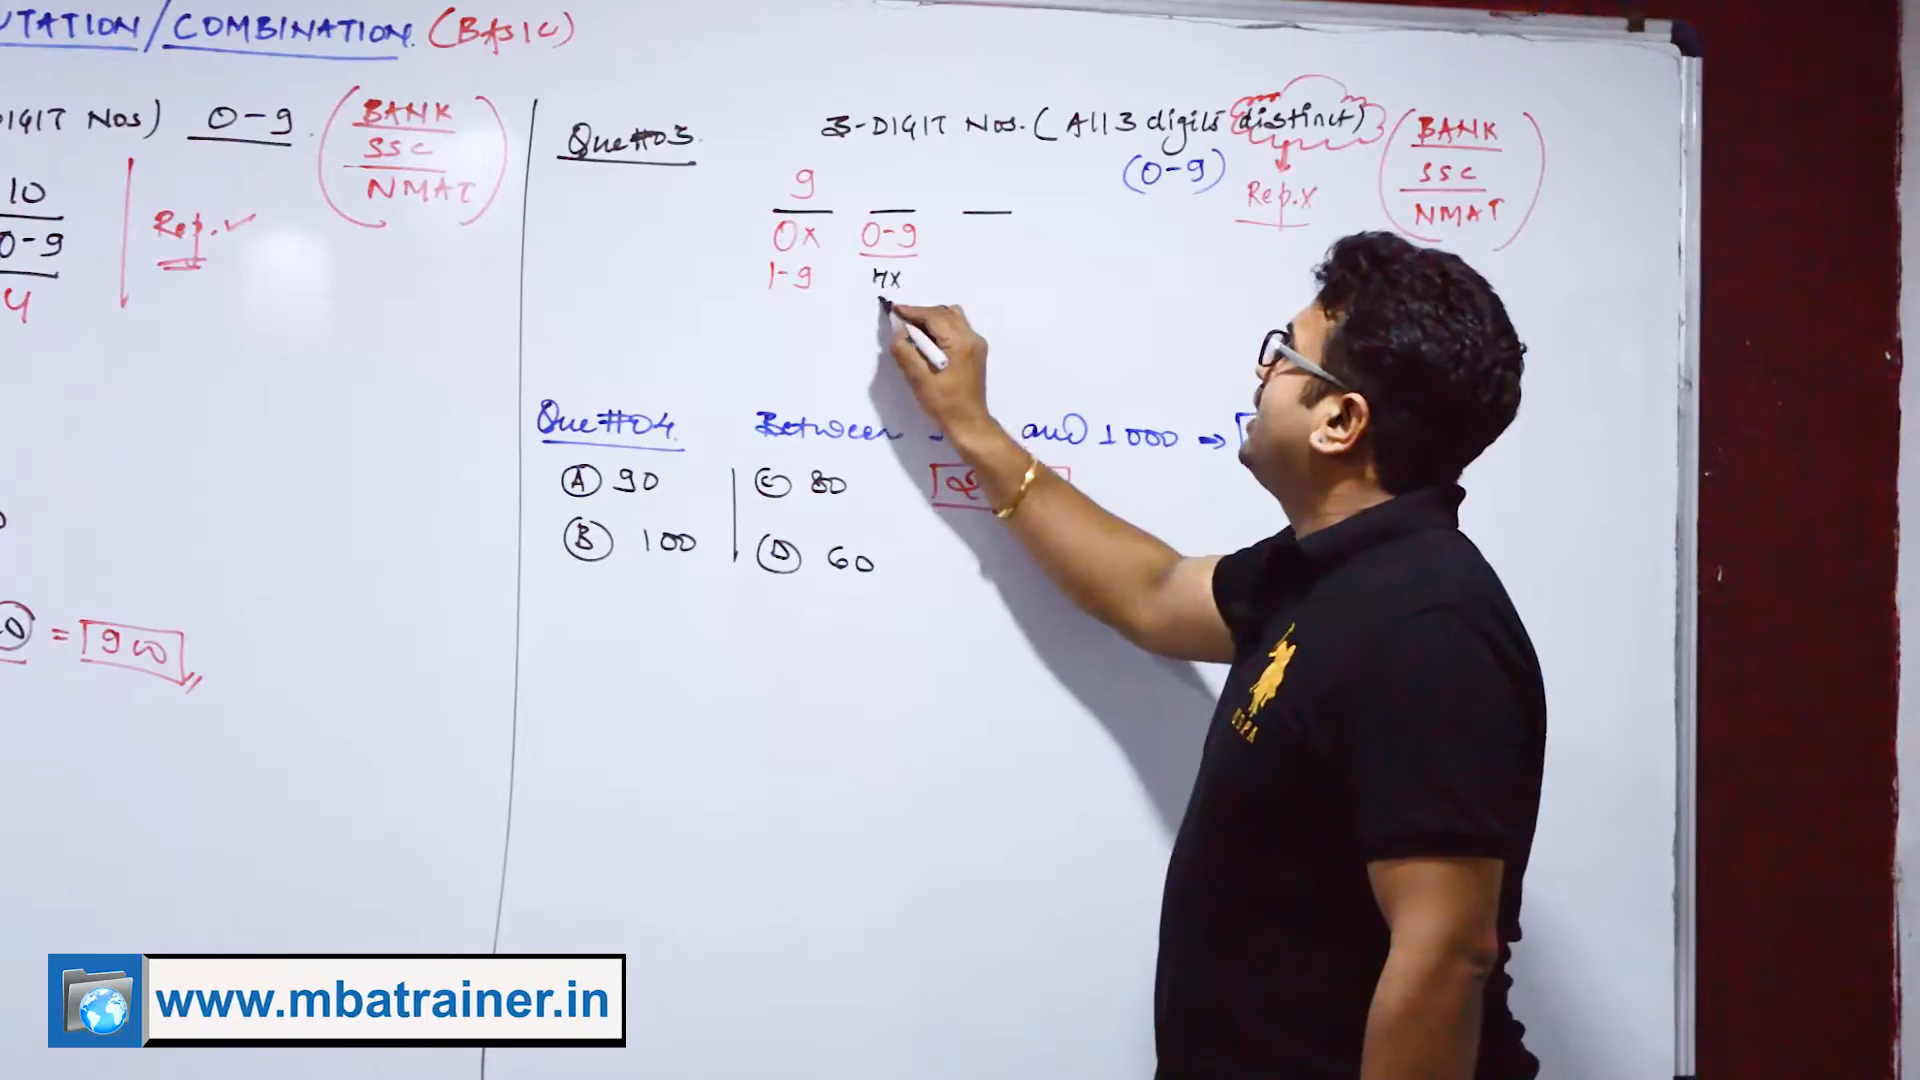 UTATION/COMBINATION. (BASIC)
DIGIT Nos) 0-9
BANK
SSC
NMAT
10
0-9
4
Rep. ✓
= 900
Que#03.
3-DIGIT Nos. (All 3 digits distinct)
(0-9)
Rep.x
BANK
SSC
NMAT
9
0x 0-9
1-9 7x
Que#04. Between and 1000 →
A 90
C 80
B 100
D 60
USPA
www.mbatrainer.in